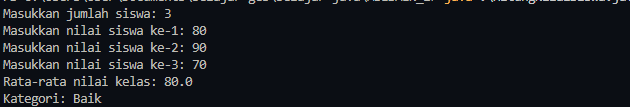 Masukkan jumlah siswa: 3
Masukkan nilai siswa ke-1: 80
Masukkan nilai siswa ke-2: 90
Masukkan nilai siswa ke-3: 70
Rata-rata nilai kelas: 80.0
Kategori: Baik